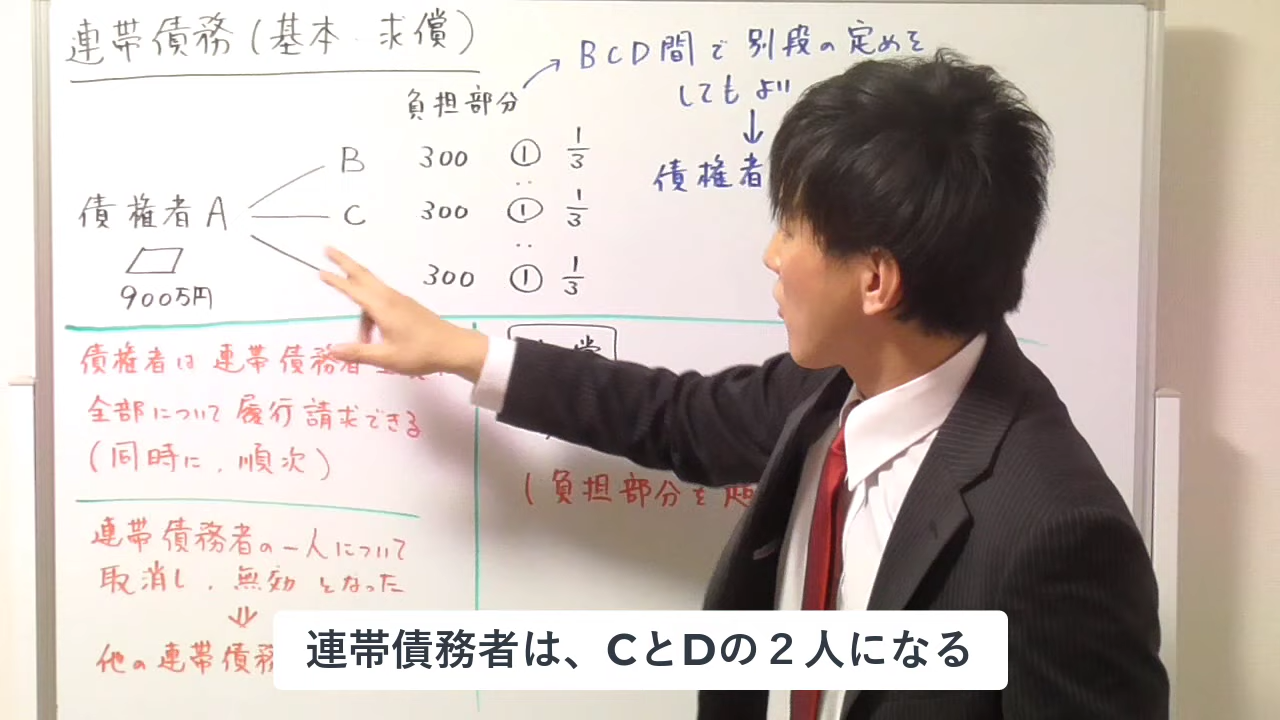 連帯債務(基本・求償)
BCD間で別段の定めを
してもよい
↓
債権者
負担部分
B 300 ① 1/3
‥
債権者A C 300 ① 1/3
‥
300 ① 1/3
900万円
債権者は連帯債務者
全部について履行請求できる
(同時に、順次)
(負担部分を
連帯債務者の一人について
取消し、無効となった
⇓
他の連帯債務
連帯債務者は、CとDの2人になる